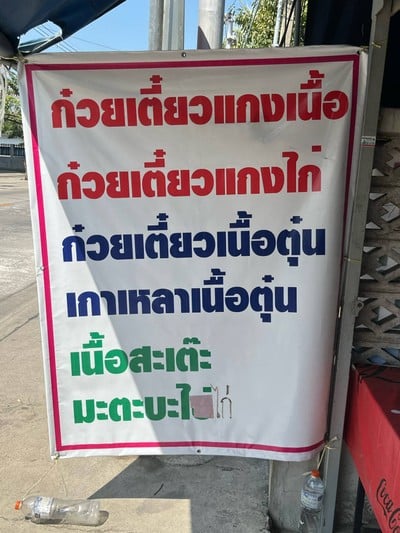 ก๋วยเตี๋ยวแกงเนื้อ
ก๋วยเตี๋ยวแกงไก่
ก๋วยเตี๋ยวเนื้อตุ๋น
เกาเหลาเนื้อตุ๋น
เนื้อสะเต๊ะ
มะตะบะไก่